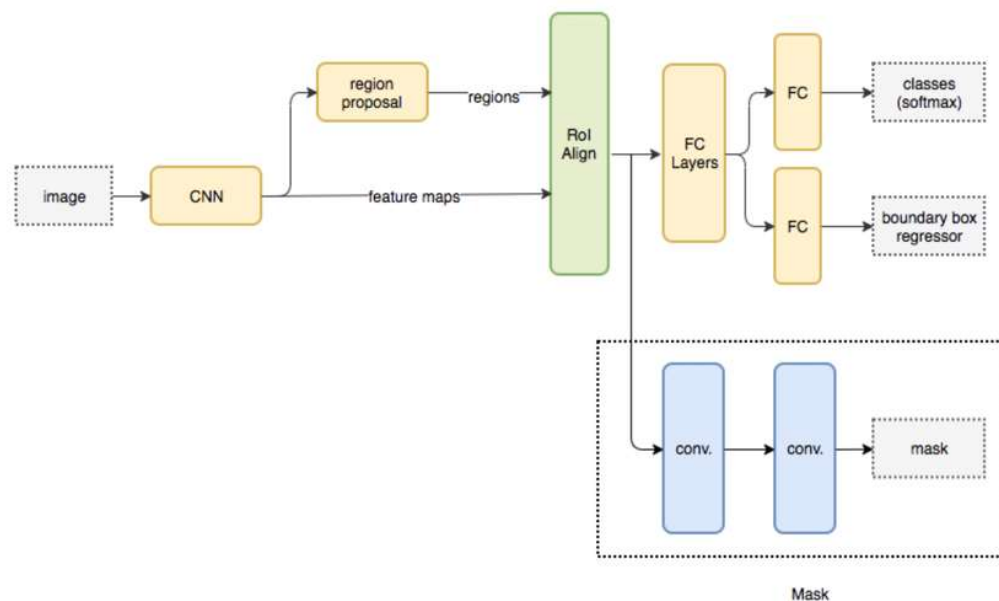 region
proposal
regions
image
CNN
feature maps
RoI
Align
FC
Layers
FC
classes
(softmax)
FC
boundary box
regressor
conv.
conv.
mask
Mask